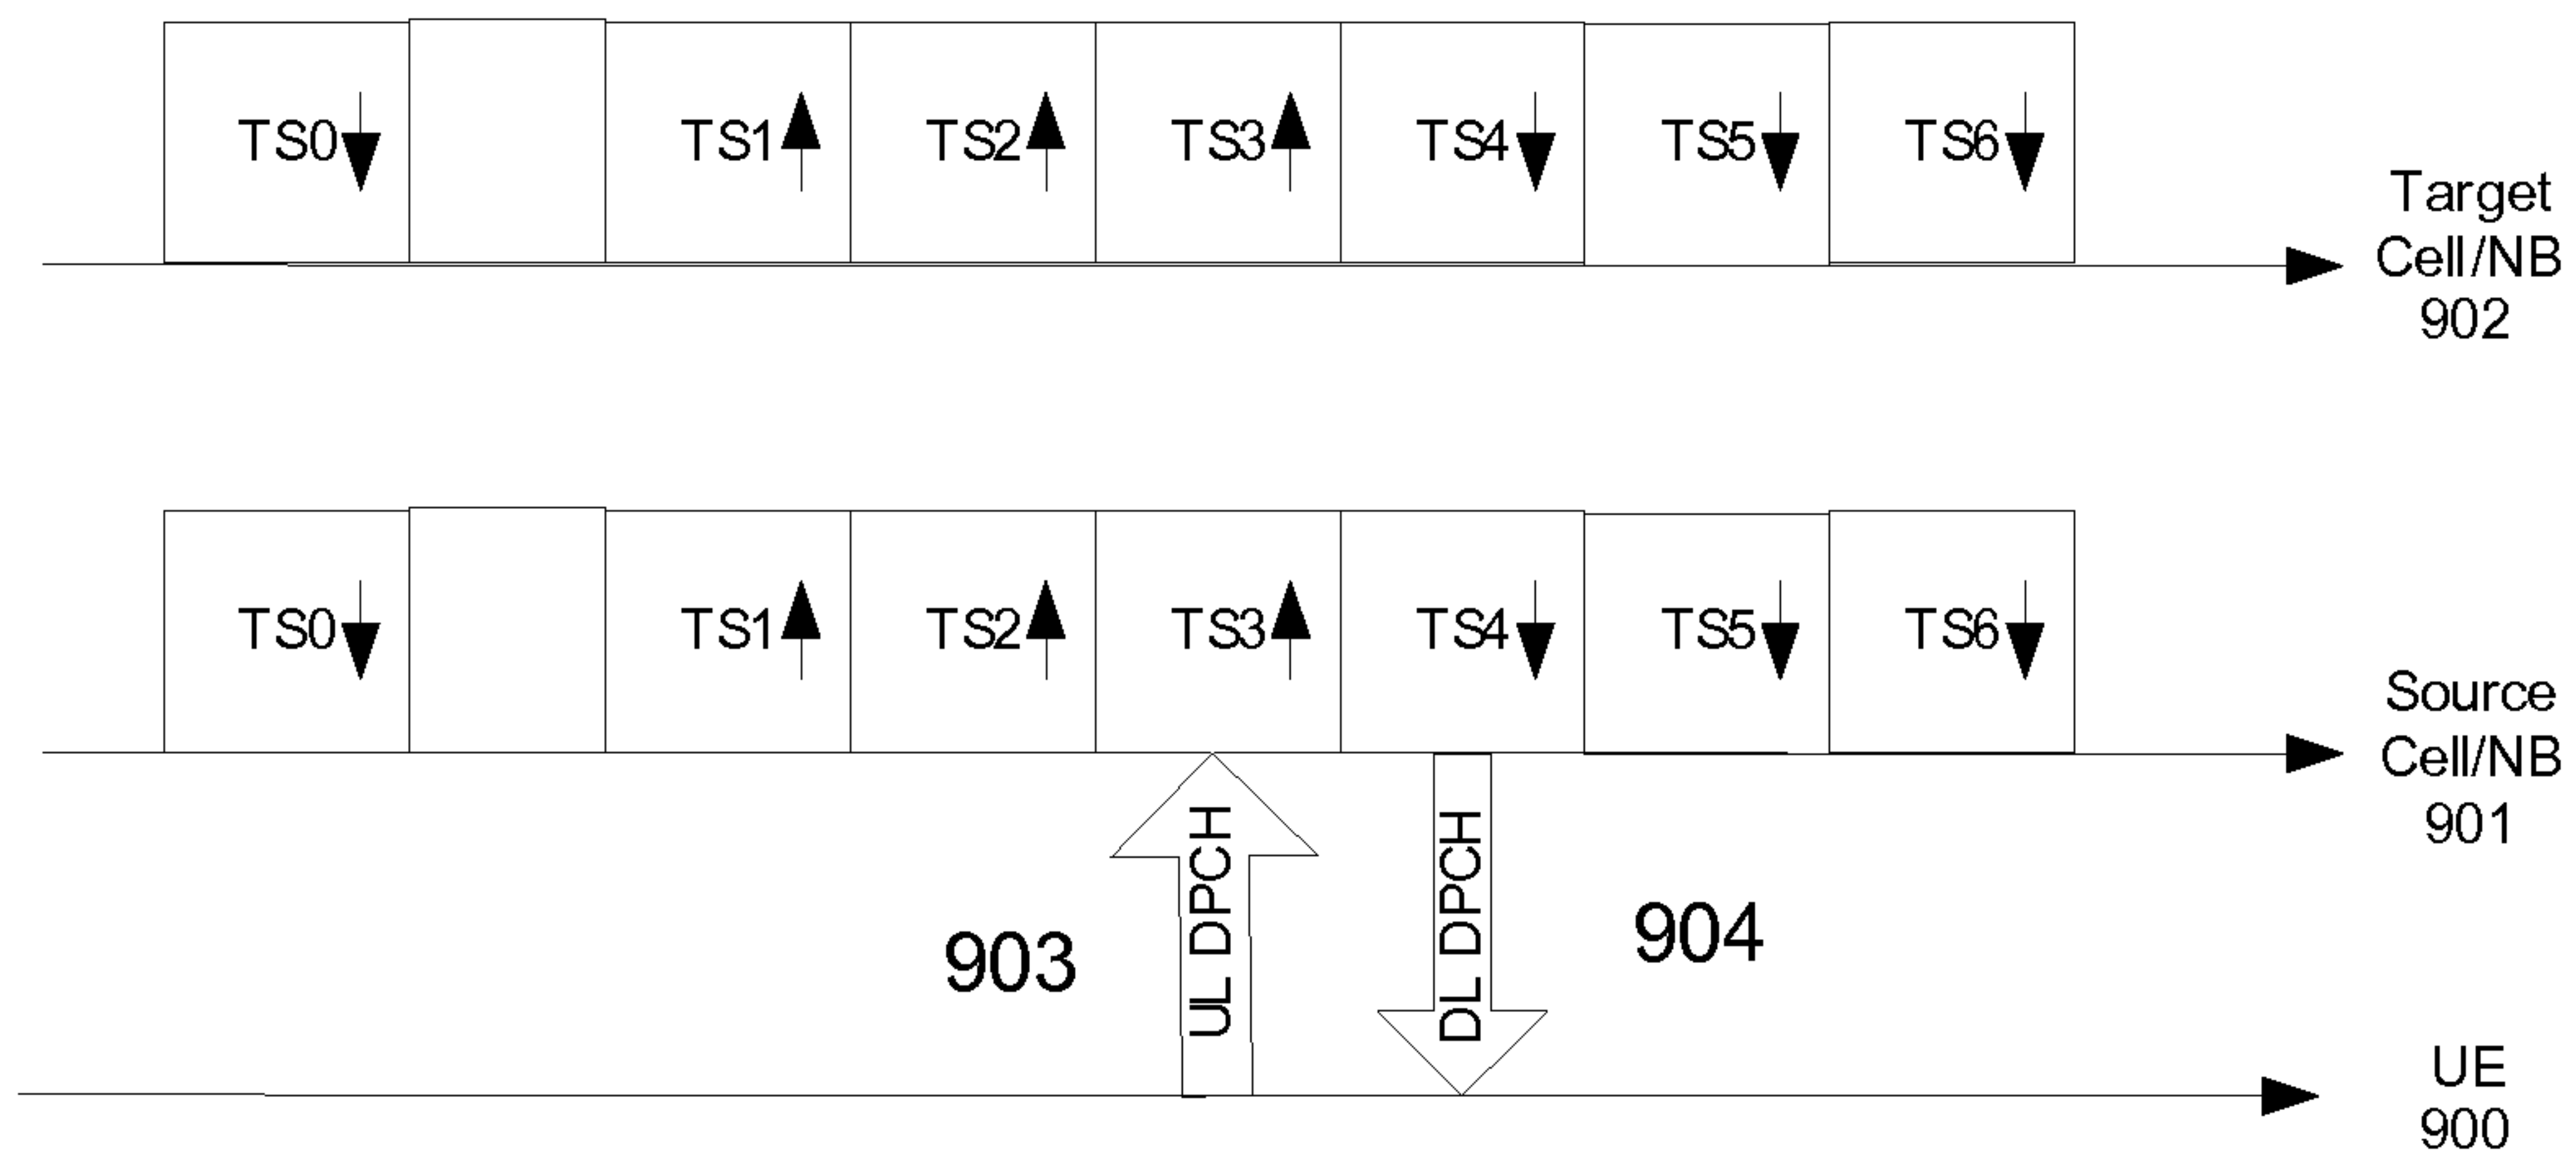 TS0 TS1 TS2 TS3 TS4 TS5 TS6
Target
Cell/NB
902
TS0 TS1 TS2 TS3 TS4 TS5 TS6
Source
Cell/NB
901
UL DPCH
DL DPCH
903
904
UE
900